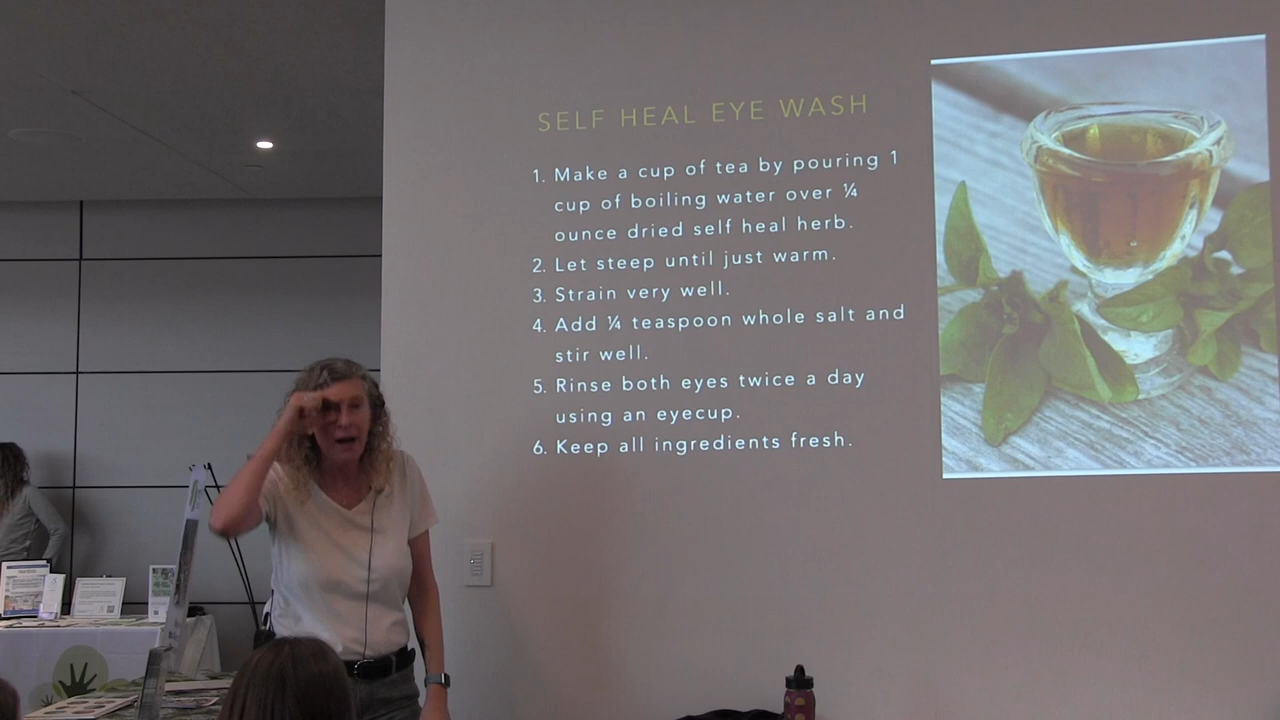 SELF HEAL EYE WASH
1. Make a cup of tea by pouring 1
cup of boiling water over ¼
ounce dried self heal herb.
2. Let steep until just warm.
3. Strain very well.
4. Add ¼ teaspoon whole salt and
stir well.
5. Rinse both eyes twice a day
using an eyecup.
6. Keep all ingredients fresh.